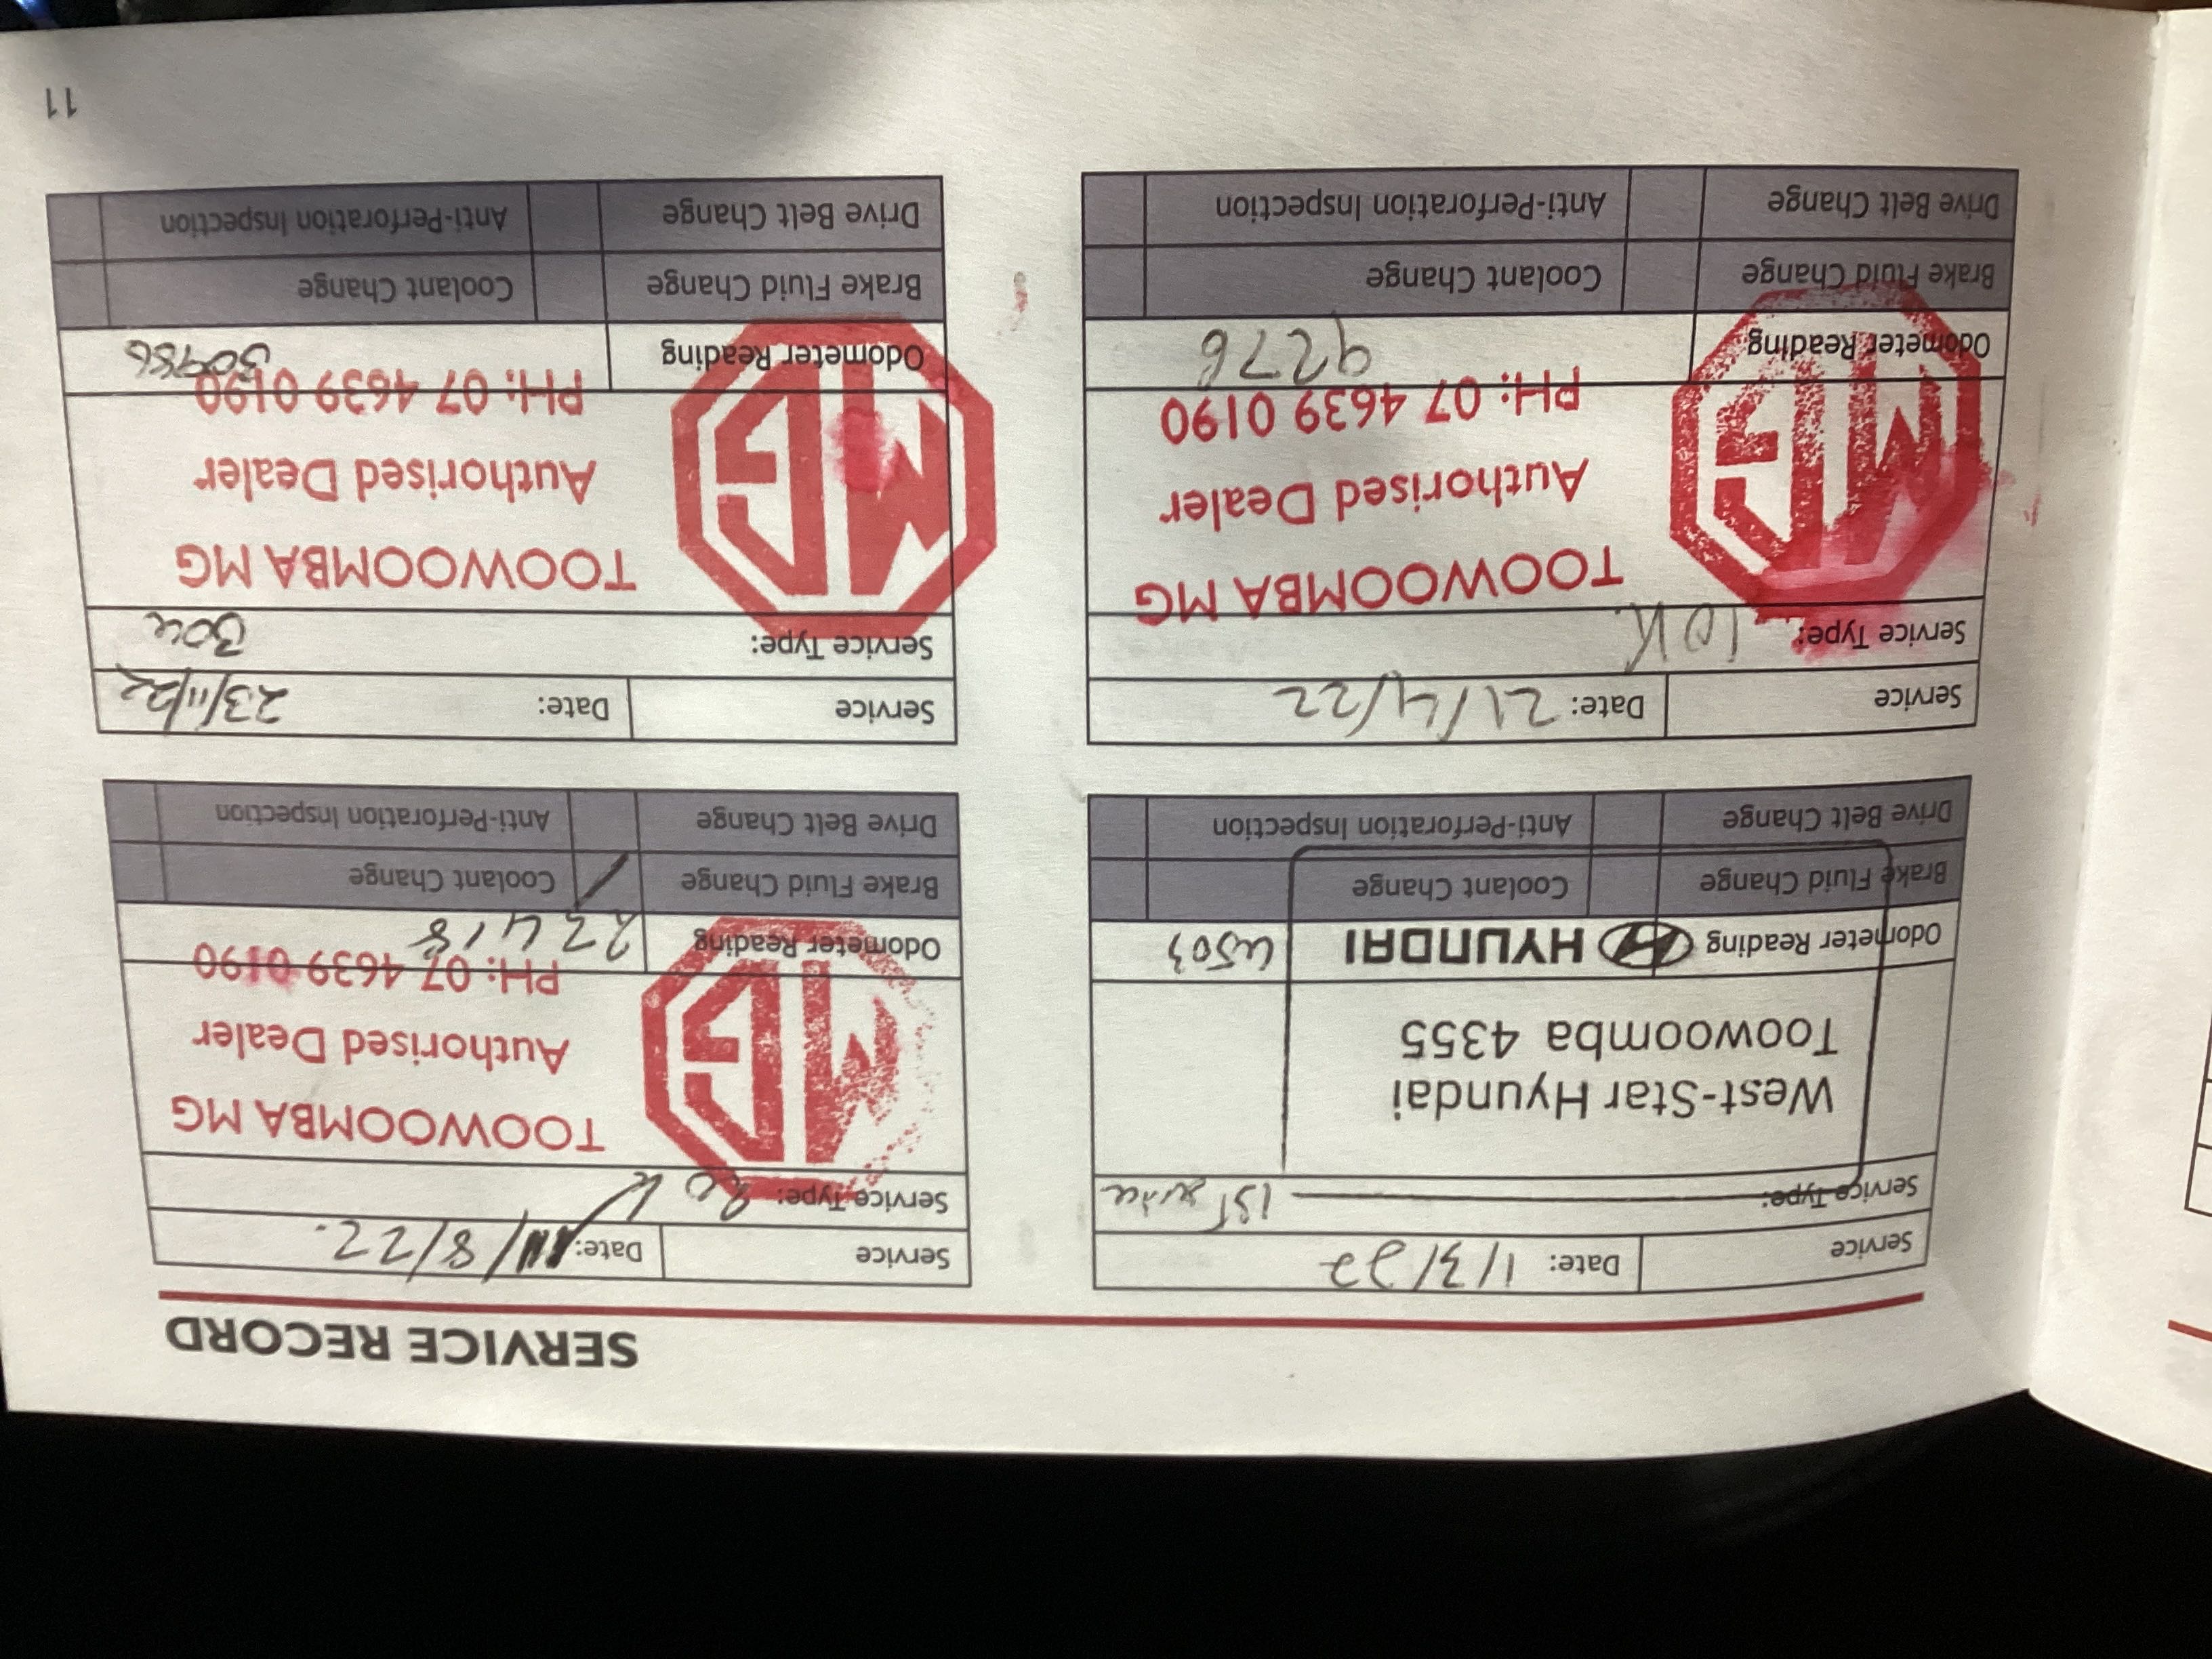 SERVICE RECORD
Service
Date: 1/3/22
Service Type: 1ST service
West-Star Hyundai
Toowoomba 4355
HYUNDAI
Odometer Reading 4503
Brake Fluid Change
Coolant Change
Drive Belt Change
Anti-Perforation Inspection
Service
Date: /8/22.
Service Type: 20K
TOOWOOMBA MG
Authorised Dealer
PH: 07 4639 0190
MG
Odometer Reading 22418
Brake Fluid Change
Coolant Change
Drive Belt Change
Anti-Perforation Inspection
Service
Date: 21/4/22
Service Type: 10K
TOOWOOMBA MG
Authorised Dealer
PH: 07 4639 0190
MG
Odometer Reading 9276
Brake Fluid Change
Coolant Change
Drive Belt Change
Anti-Perforation Inspection
Service
Date: 23/11/22
Service Type: 30k
TOOWOOMBA MG
Authorised Dealer
PH: 07 4639 0190
MG
Odometer Reading 30986
Brake Fluid Change
Coolant Change
Drive Belt Change
Anti-Perforation Inspection
11